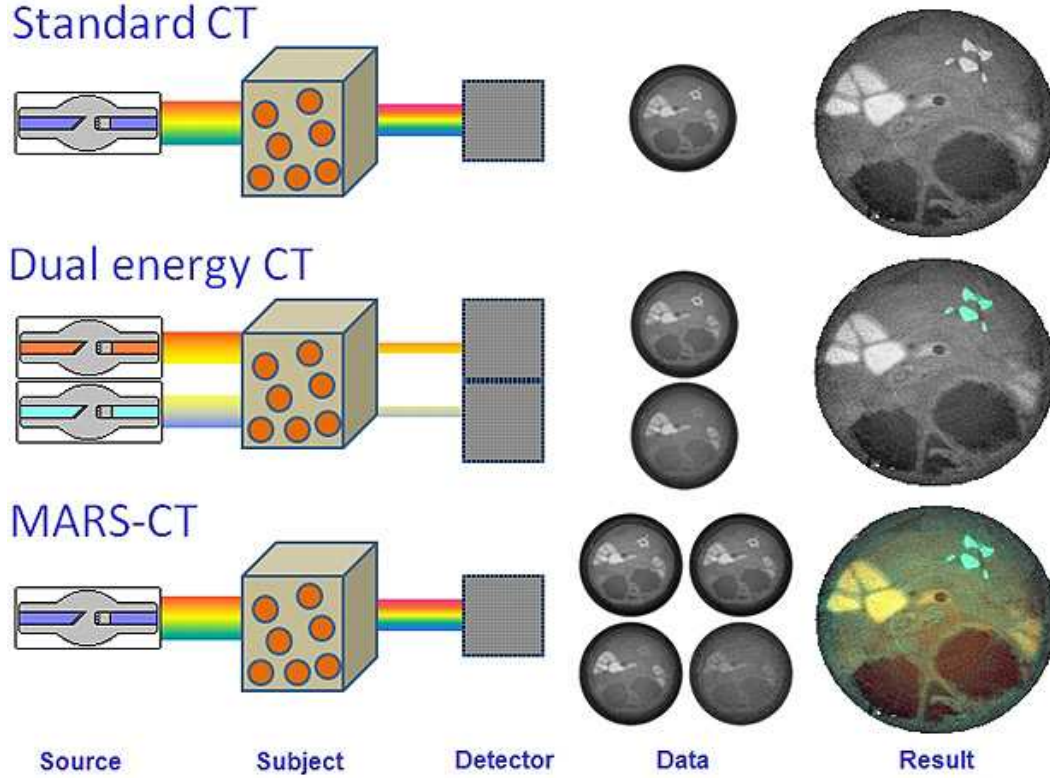 Standard CT
Dual energy CT
MARS-CT
Source Subject Detector Data Result